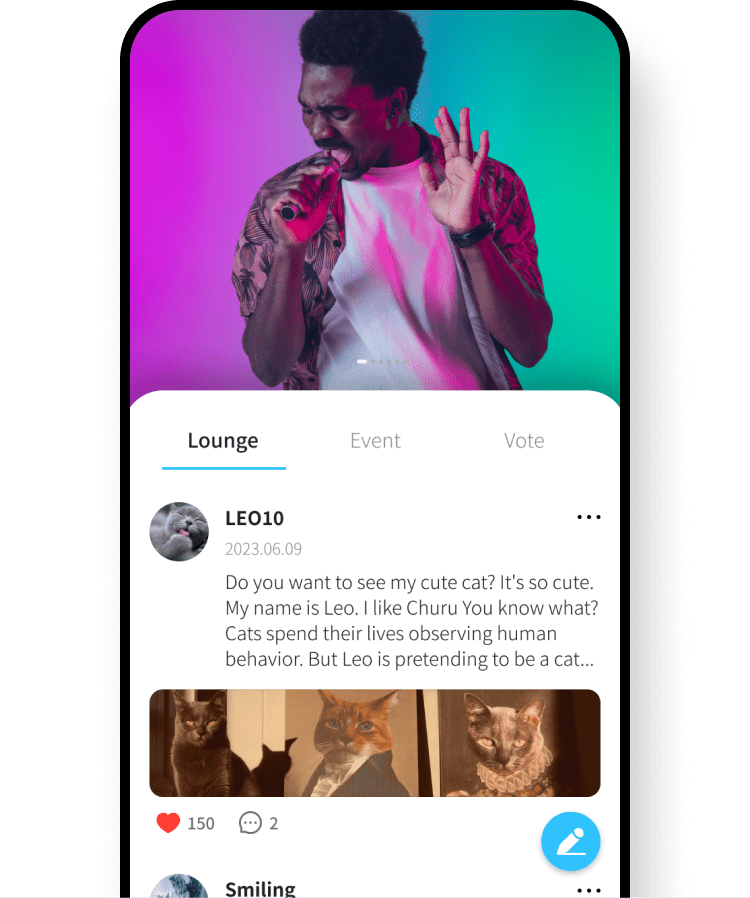 Lounge Event Vote
LEO10
2023.06.09
Do you want to see my cute cat? It's so cute.
My name is Leo. I like Churu You know what?
Cats spend their lives observing human
behavior. But Leo is pretending to be a cat...
150 2
Smiling